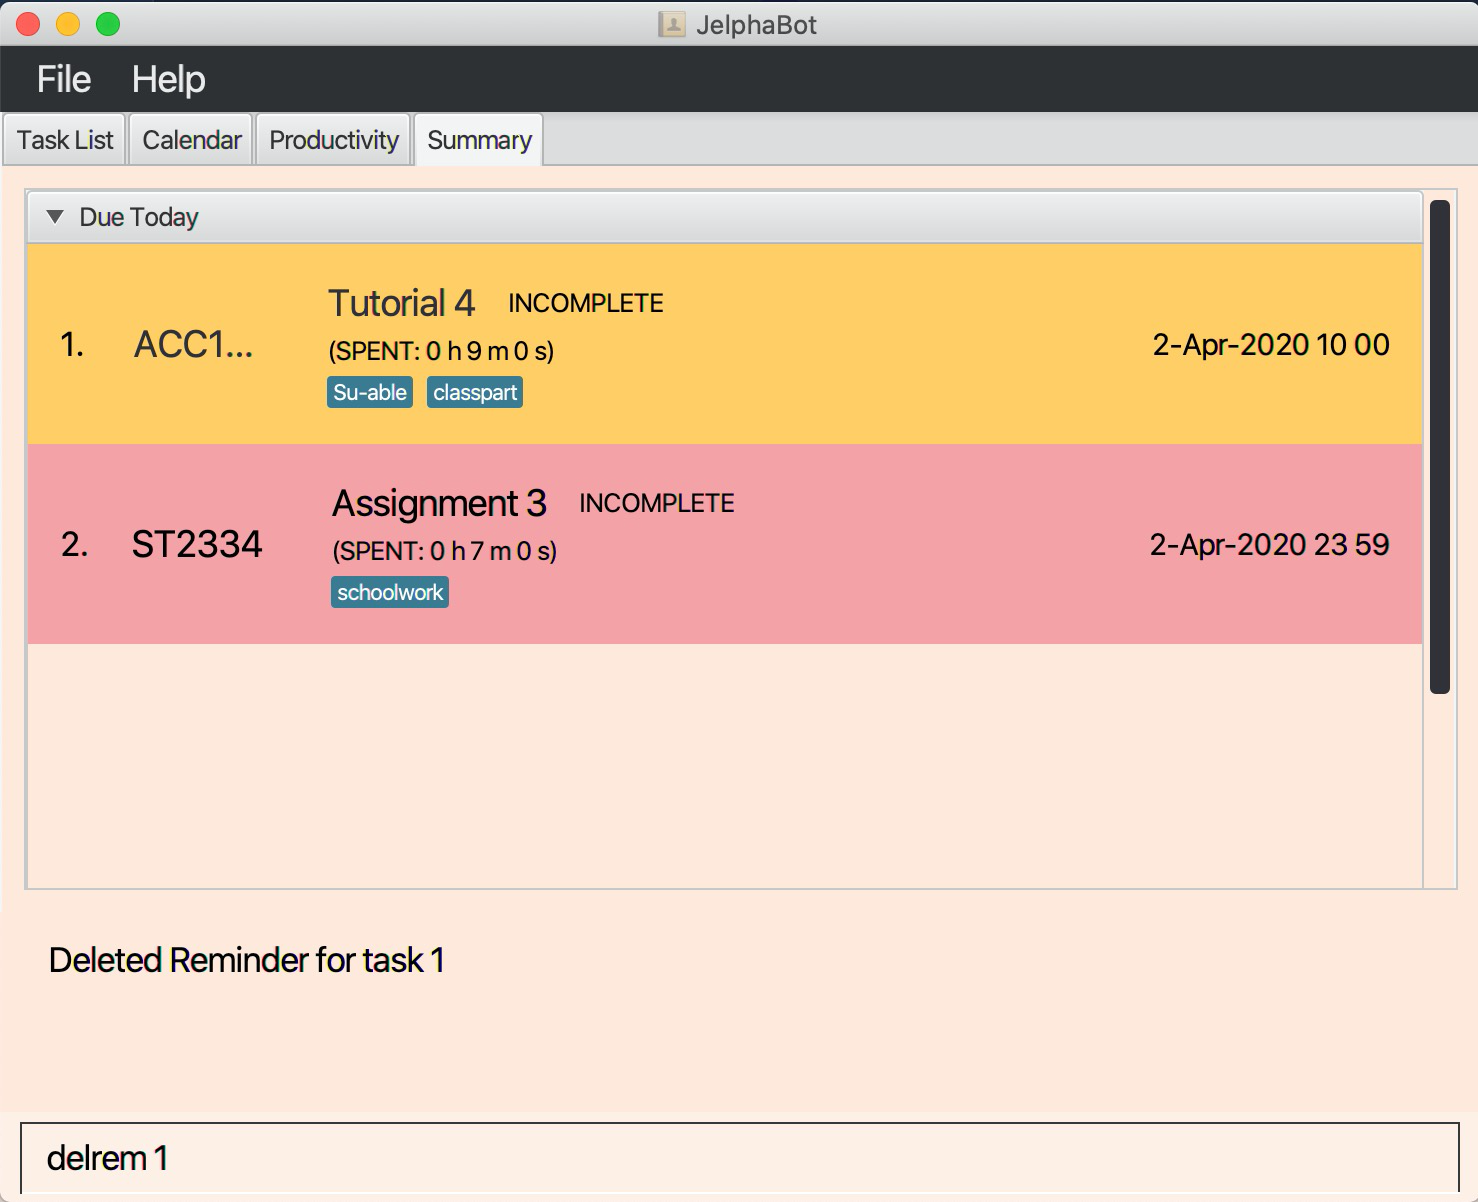 JelphaBot
File Help
Task List Calendar Productivity Summary
Due Today
1. ACC1... Tutorial 4 INCOMPLETE
(SPENT: 0 h 9 m 0 s)
Su-able classpart
2-Apr-2020 10 00
2. ST2334 Assignment 3 INCOMPLETE
(SPENT: 0 h 7 m 0 s)
schoolwork
2-Apr-2020 23 59
Deleted Reminder for task 1
delrem 1